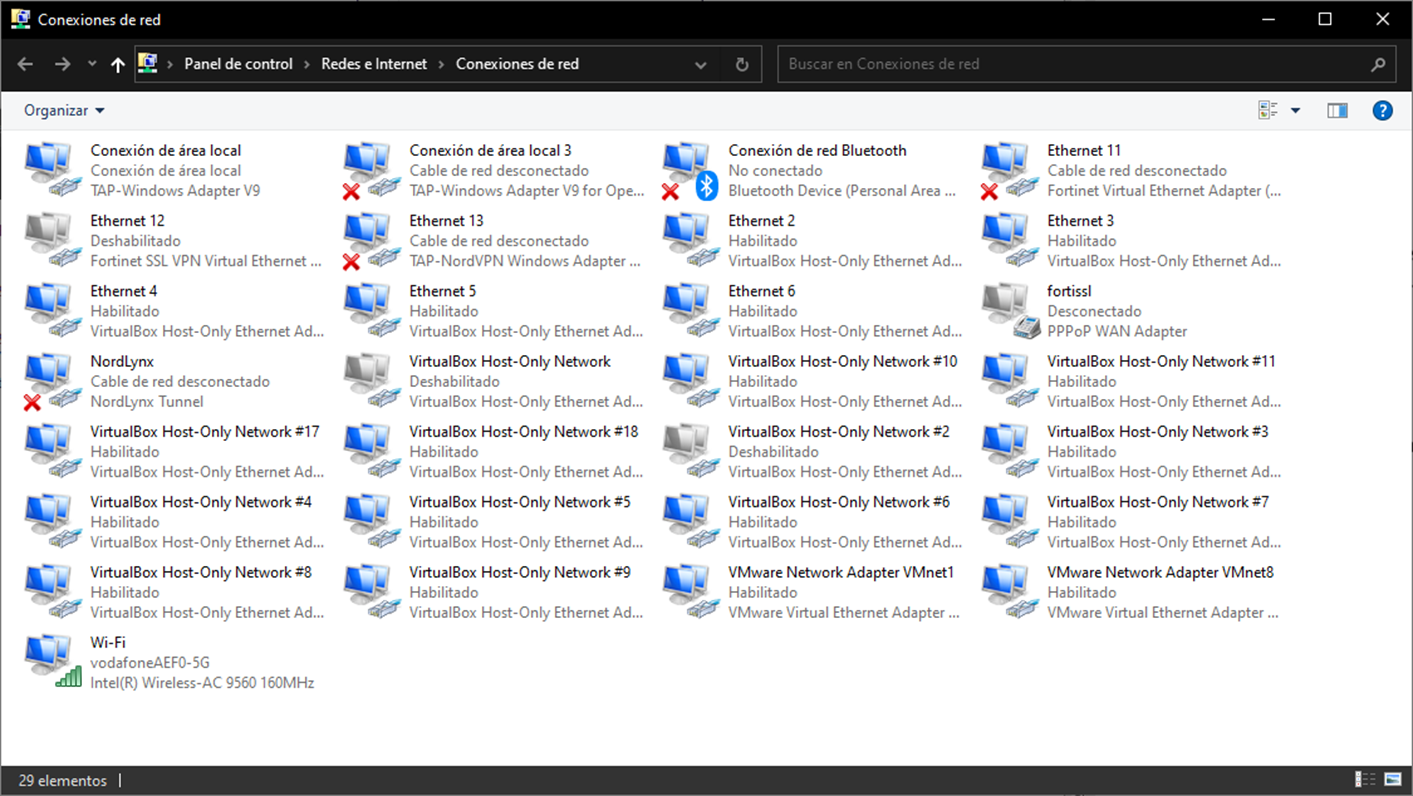 Conexiones de red
Panel de control > Redes e Internet > Conexiones de red
Buscar en Conexiones de red
Organizar
Conexión de área local
Conexión de área local
TAP-Windows Adapter V9
Conexión de área local 3
Cable de red desconectado
TAP-Windows Adapter V9 for Ope...
Conexión de red Bluetooth
No conectado
Bluetooth Device (Personal Area ...
Ethernet 11
Cable de red desconectado
Fortinet Virtual Ethernet Adapter (...
Ethernet 12
Deshabilitado
Fortinet SSL VPN Virtual Ethernet ...
Ethernet 13
Cable de red desconectado
TAP-NordVPN Windows Adapter ...
Ethernet 2
Habilitado
VirtualBox Host-Only Ethernet Ad...
Ethernet 3
Habilitado
VirtualBox Host-Only Ethernet Ad...
Ethernet 4
Habilitado
VirtualBox Host-Only Ethernet Ad...
Ethernet 5
Habilitado
VirtualBox Host-Only Ethernet Ad...
Ethernet 6
Habilitado
VirtualBox Host-Only Ethernet Ad...
fortissl
Desconectado
PPPoP WAN Adapter
NordLynx
Cable de red desconectado
NordLynx Tunnel
VirtualBox Host-Only Network
Deshabilitado
VirtualBox Host-Only Ethernet Ad...
VirtualBox Host-Only Network #10
Habilitado
VirtualBox Host-Only Ethernet Ad...
VirtualBox Host-Only Network #11
Habilitado
VirtualBox Host-Only Ethernet Ad...
VirtualBox Host-Only Network #17
Habilitado
VirtualBox Host-Only Ethernet Ad...
VirtualBox Host-Only Network #18
Habilitado
VirtualBox Host-Only Ethernet Ad...
VirtualBox Host-Only Network #2
Deshabilitado
VirtualBox Host-Only Ethernet Ad...
VirtualBox Host-Only Network #3
Habilitado
VirtualBox Host-Only Ethernet Ad...
VirtualBox Host-Only Network #4
Habilitado
VirtualBox Host-Only Ethernet Ad...
VirtualBox Host-Only Network #5
Habilitado
VirtualBox Host-Only Ethernet Ad...
VirtualBox Host-Only Network #6
Habilitado
VirtualBox Host-Only Ethernet Ad...
VirtualBox Host-Only Network #7
Habilitado
VirtualBox Host-Only Ethernet Ad...
VirtualBox Host-Only Network #8
Habilitado
VirtualBox Host-Only Ethernet Ad...
VirtualBox Host-Only Network #9
Habilitado
VirtualBox Host-Only Ethernet Ad...
VMware Network Adapter VMnet1
Habilitado
VMware Virtual Ethernet Adapter ...
VMware Network Adapter VMnet8
Habilitado
VMware Virtual Ethernet Adapter ...
Wi-Fi
vodafoneAEF0-5G
Intel(R) Wireless-AC 9560 160MHz
29 elementos